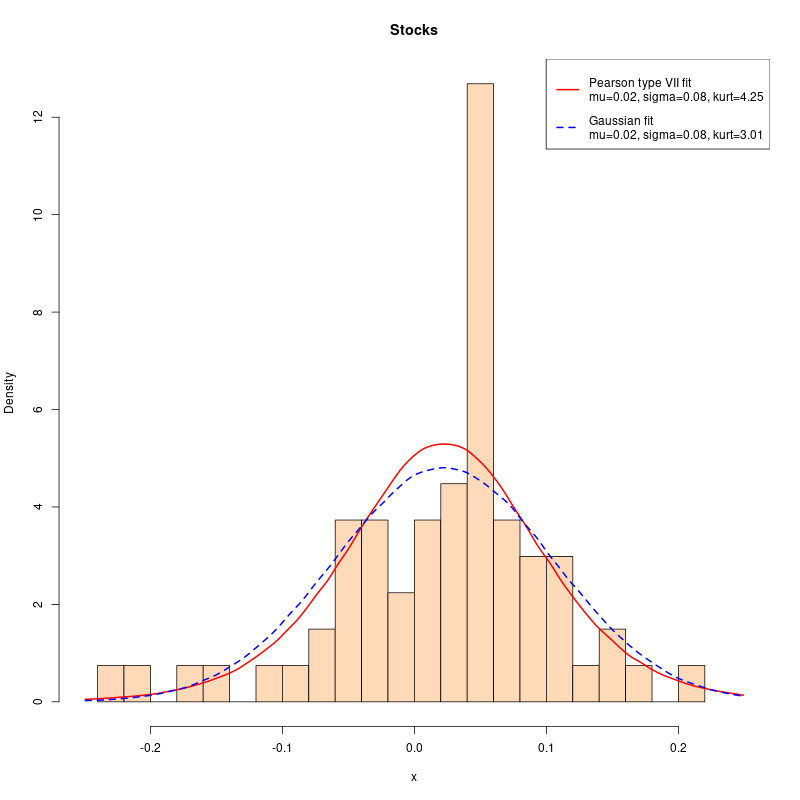 Stocks
Pearson type VII fit
mu=0.02, sigma=0.08, kurt=4.25
Gaussian fit
mu=0.02, sigma=0.08, kurt=3.01
Density
12
10
8
6
4
2
0
-0.2 -0.1 0.0 0.1 0.2
x